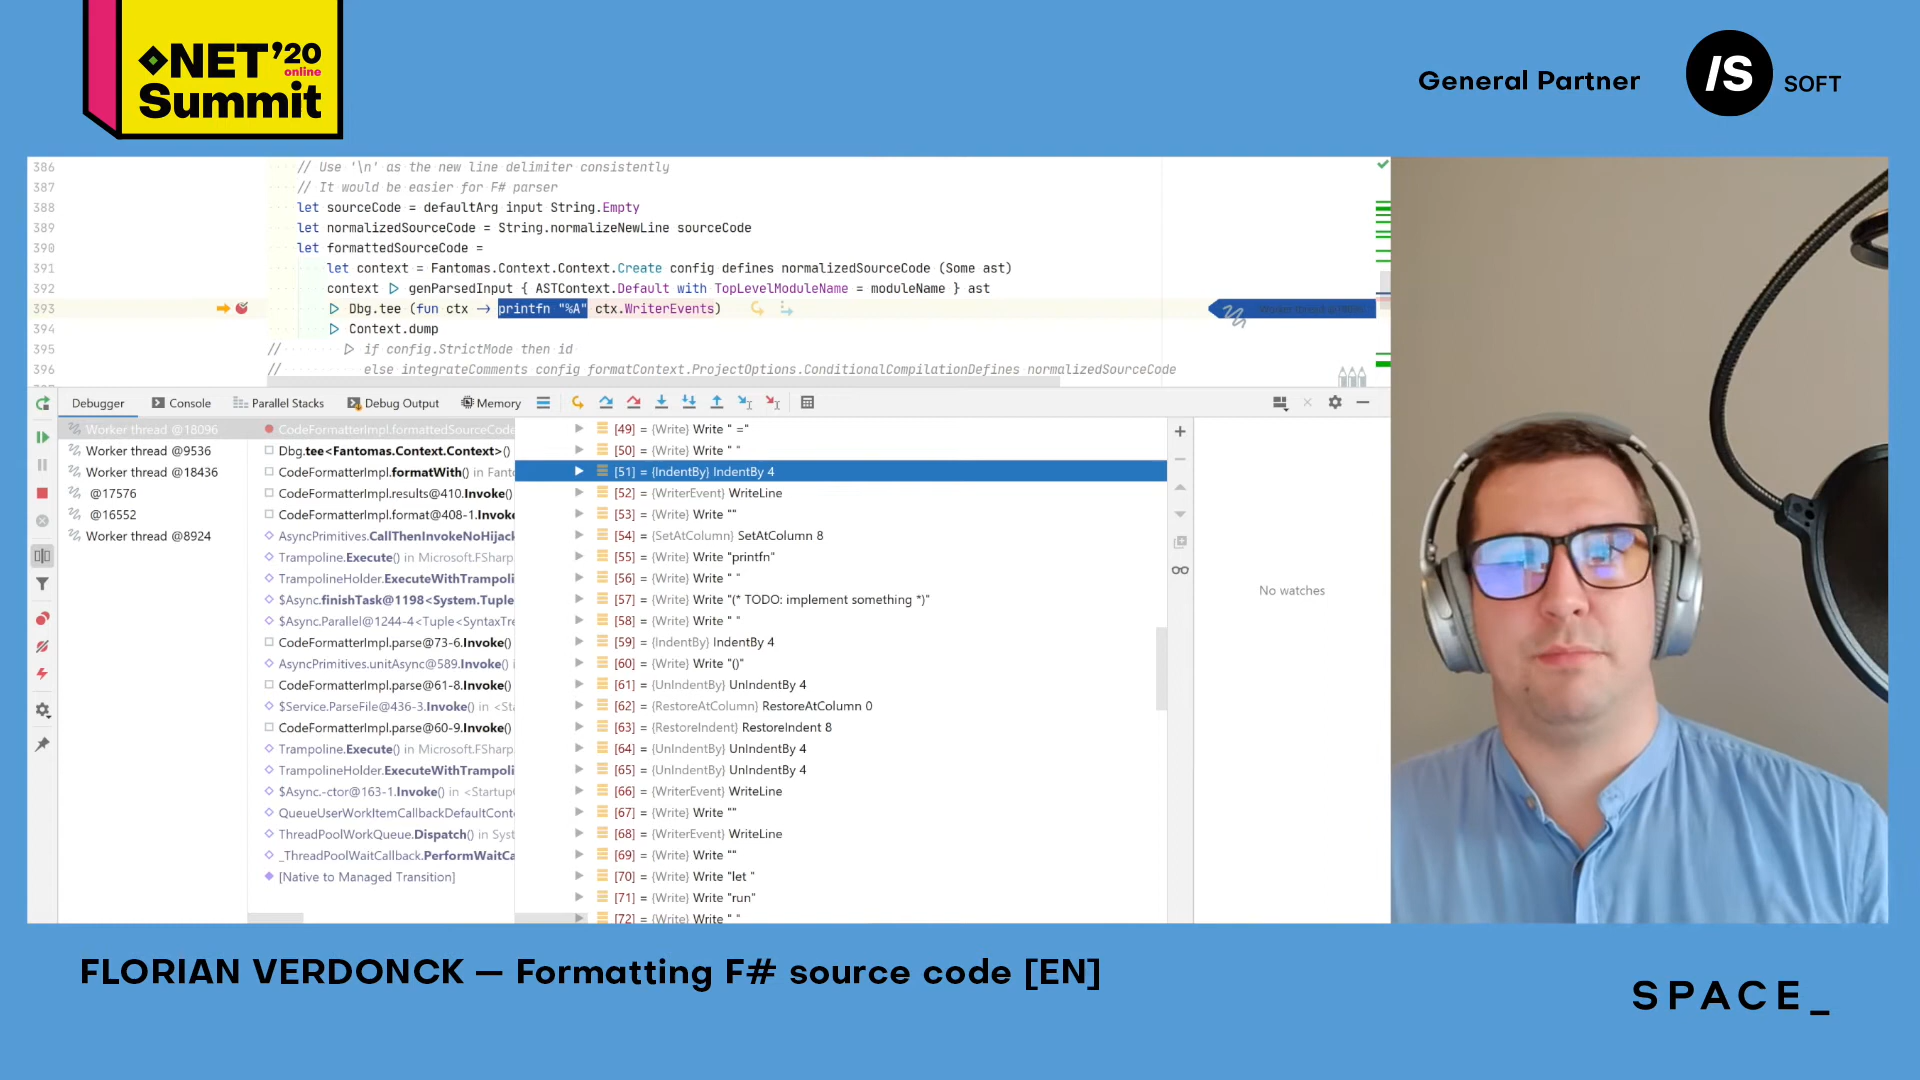 .NET '20
online
Summit
General Partner
/S SOFT
386 // Use '\n' as the new line delimiter consistently
387 // It would be easier for F# parser
388 let sourceCode = defaultArg input String.Empty
389 let normalizedSourceCode = String.normalizeNewLine sourceCode
390 let formattedSourceCode =
391 let context = Fantomas.Context.Context.Create config defines normalizedSourceCode (Some ast)
392 context ▷ genParsedInput { ASTContext.Default with TopLevelModuleName = moduleName } ast
393 ▷ Dbg.tee (fun ctx → printfn "%A" ctx.WriterEvents)
394 ▷ Context.dump
395 // ▷ if config.StrictMode then id
396 // else integrateComments config formatContext.ProjectOptions.ConditionalCompilationDefines normalizedSourceCode
Debugger Console Parallel Stacks Debug Output Memory
Worker thread @18096
Worker thread @9536
Worker thread @18436
@17576
@16552
Worker thread @8924
CodeFormatterImpl.formattedSourceCode
Dbg.tee<Fantomas.Context.Context>()
CodeFormatterImpl.formatWith() in Fanto
CodeFormatterImpl.results@410.Invoke()
CodeFormatterImpl.format@408-1.Invoke
AsyncPrimitives.CallThenInvokeNoHijack
Trampoline.Execute() in Microsoft.FSharp
TrampolineHolder.ExecuteWithTrampoli
$Async.finishTask@1198<System.Tuple
$Async.Parallel@1244-4<Tuple<SyntaxTre
CodeFormatterImpl.parse@73-6.Invoke()
AsyncPrimitives.unitAsync@589.Invoke() i
CodeFormatterImpl.parse@61-8.Invoke()
$Service.ParseFile@436-3.Invoke() in <Sta
CodeFormatterImpl.parse@60-9.Invoke()
Trampoline.Execute() in Microsoft.FSharp
TrampolineHolder.ExecuteWithTrampoli
$Async.-ctor@163-1.Invoke() in <Startup
QueueUserWorkItemCallbackDefaultCont
ThreadPoolWorkQueue.Dispatch() in Syst
_ThreadPoolWaitCallback.PerformWaitCa
[Native to Managed Transition]
[49] = {Write} Write " ="
[50] = {Write} Write " "
[51] = {IndentBy} IndentBy 4
[52] = {WriterEvent} WriteLine
[53] = {Write} Write ""
[54] = {SetAtColumn} SetAtColumn 8
[55] = {Write} Write "printfn"
[56] = {Write} Write " "
[57] = {Write} Write "(* TODO: implement something *)"
[58] = {Write} Write " "
[59] = {IndentBy} IndentBy 4
[60] = {Write} Write "()"
[61] = {UnIndentBy} UnIndentBy 4
[62] = {RestoreAtColumn} RestoreAtColumn 0
[63] = {RestoreIndent} RestoreIndent 8
[64] = {UnIndentBy} UnIndentBy 4
[65] = {UnIndentBy} UnIndentBy 4
[66] = {WriterEvent} WriteLine
[67] = {Write} Write ""
[68] = {WriterEvent} WriteLine
[69] = {Write} Write ""
[70] = {Write} Write "let "
[71] = {Write} Write "run"
[72] = {Write} Write " "
No watches
FLORIAN VERDONCK — Formatting F# source code [EN]
SPACE_